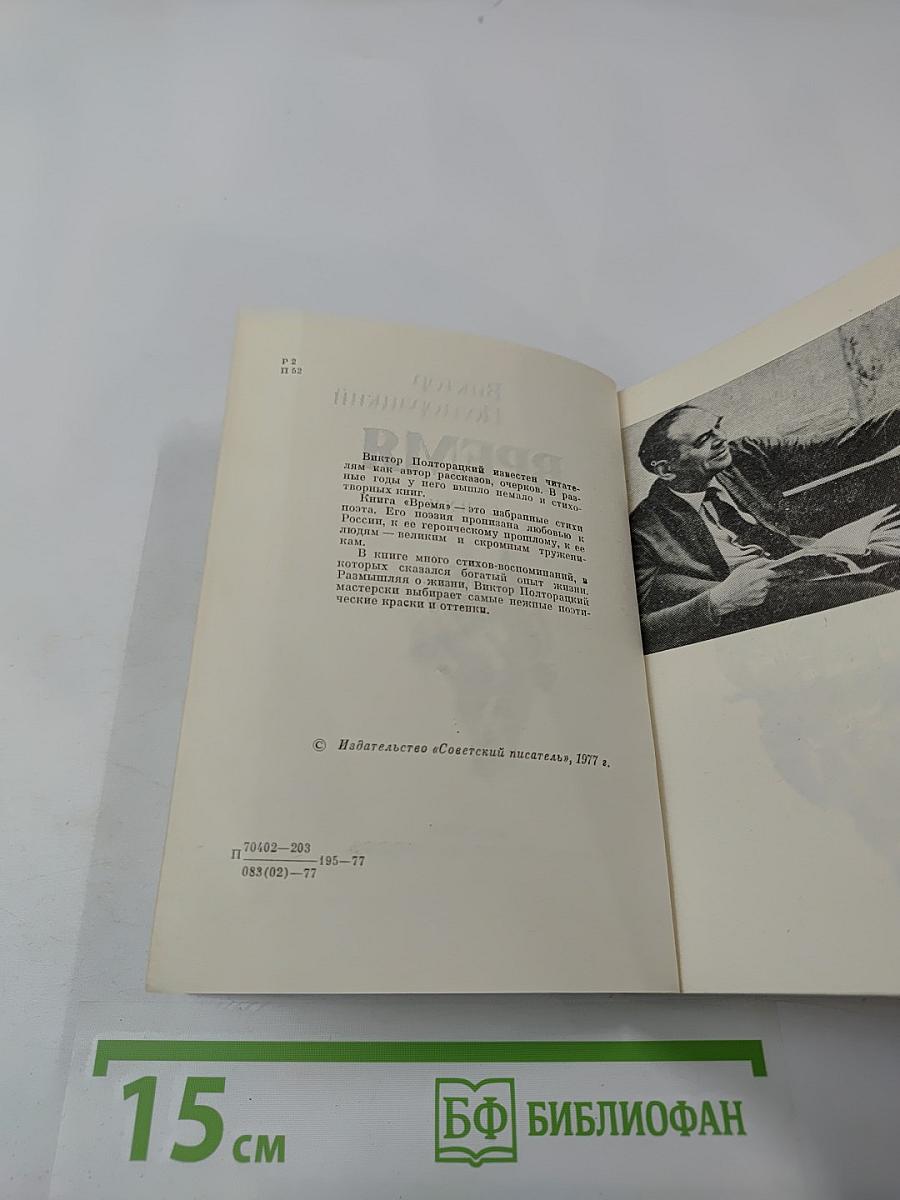 Р 2
П 52
Виктор
Полторацкий
ВРЕМЯ
Виктор Полторацкий известен читате-
лям как автор рассказов, очерков. В раз-
ные годы у него вышло немало и стихо-
творных книг.
Книга «Время» — это избранные стихи
поэта. Его поэзия пронизана любовью к
России, к ее героическому прошлому, к ее
людям — великим и скромным тружени-
кам.
В книге много стихов-воспоминаний, в
которых сказался богатый опыт жизни.
Размышляя о жизни, Виктор Полторацкий
мастерски выбирает самые нежные поэти-
ческие краски и оттенки.
© Издательство «Советский писатель», 1977 г.
П 70402—203
083(02)—77 195—77
15 см
БФ БИБЛИОФАН